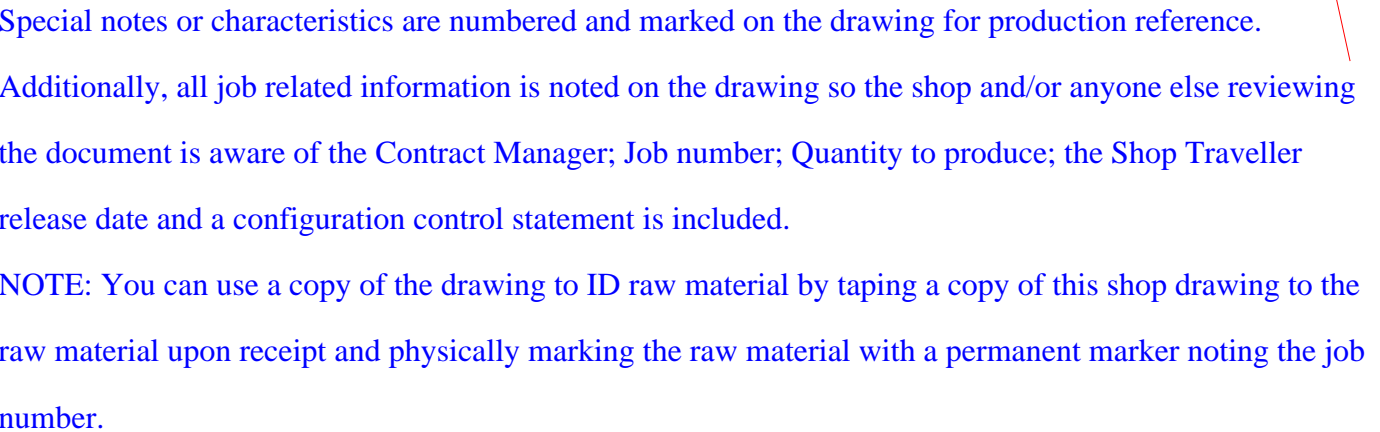 Special notes or characteristics are numbered and marked on the drawing for production reference.
Additionally, all job related information is noted on the drawing so the shop and/or anyone else reviewing
the document is aware of the Contract Manager; Job number; Quantity to produce; the Shop Traveller
release date and a configuration control statement is included.
NOTE: You can use a copy of the drawing to ID raw material by taping a copy of this shop drawing to the
raw material upon receipt and physically marking the raw material with a permanent marker noting the job
number.